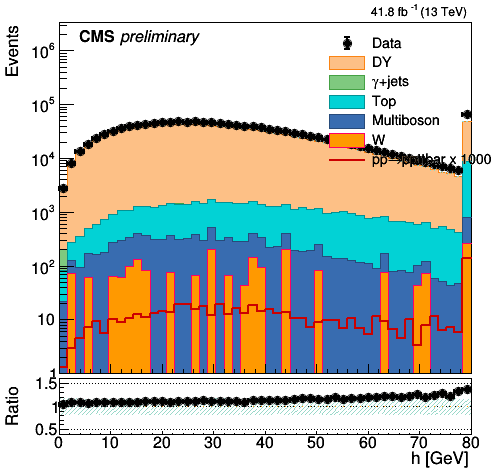 41.8 fb⁻¹ (13 TeV)
Events
CMS preliminary
Data
DY
γ+jets
Top
Multiboson
W
x 1000
10⁶
10⁵
10⁴
10³
10²
10
1
Ratio
1.5
1
0.5
0 10 20 30 40 50 60 70 80
h [GeV]